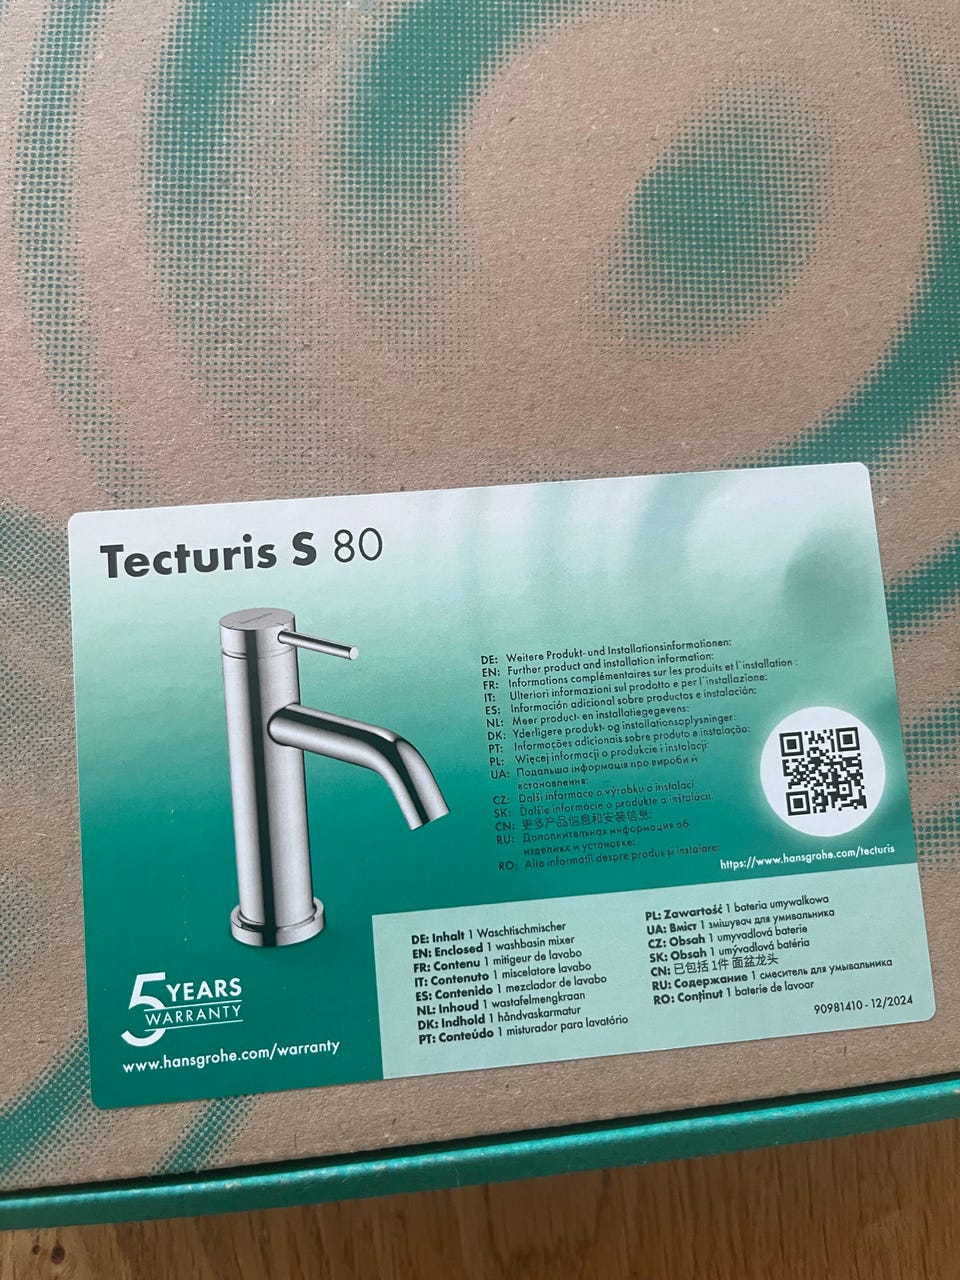 Tecturis S 80
DE: Weitere Produkt- und Installationsinformationen:
EN: Further product and installation information:
FR: Informations complémentaires sur les produits et l'installation :
IT: Ulteriori informazioni sul prodotto e per l'installazione:
ES: Información adicional sobre productos e instalación:
NL: Meer product- en installatiegegevens:
DK: Yderligere produkt- og installationsoplysninger:
PT: Informações adicionais sobre produto e instalação:
PL: Więcej informacji o produkcie i instalacji:
UA: Подальша інформація про вироби й
встановлення:
CZ: Další informace o výrobku a instalaci:
SK: Ďalšie informácie o produkte a inštalácii:
CN: 更多产品信息和安装信息:
RU: Дополнительная информация об
изделиях и установке:
RO: Alte informații despre produs și instalare:
https://www.hansgrohe.com/tecturis
5 YEARS
WARRANTY
www.hansgrohe.com/warranty
DE: Inhalt 1 Waschtischmischer
EN: Enclosed 1 washbasin mixer
FR: Contenu 1 mitigeur de lavabo
IT: Contenuto 1 miscelatore lavabo
ES: Contenido 1 mezclador de lavabo
NL: Inhoud 1 wastafelmengkraan
DK: Indhold 1 håndvaskarmatur
PT: Conteúdo 1 misturador para lavatório
PL: Zawartość 1 bateria umywalkowa
UA: Вміст 1 змішувач для умивальника
CZ: Obsah 1 umyvadlová baterie
SK: Obsah 1 umývadlová batéria
CN: 已包括 1件 面盆龙头
RU: Содержание 1 смеситель для умывальника
RO: Conținut 1 baterie de lavoar
90981410 - 12/2024